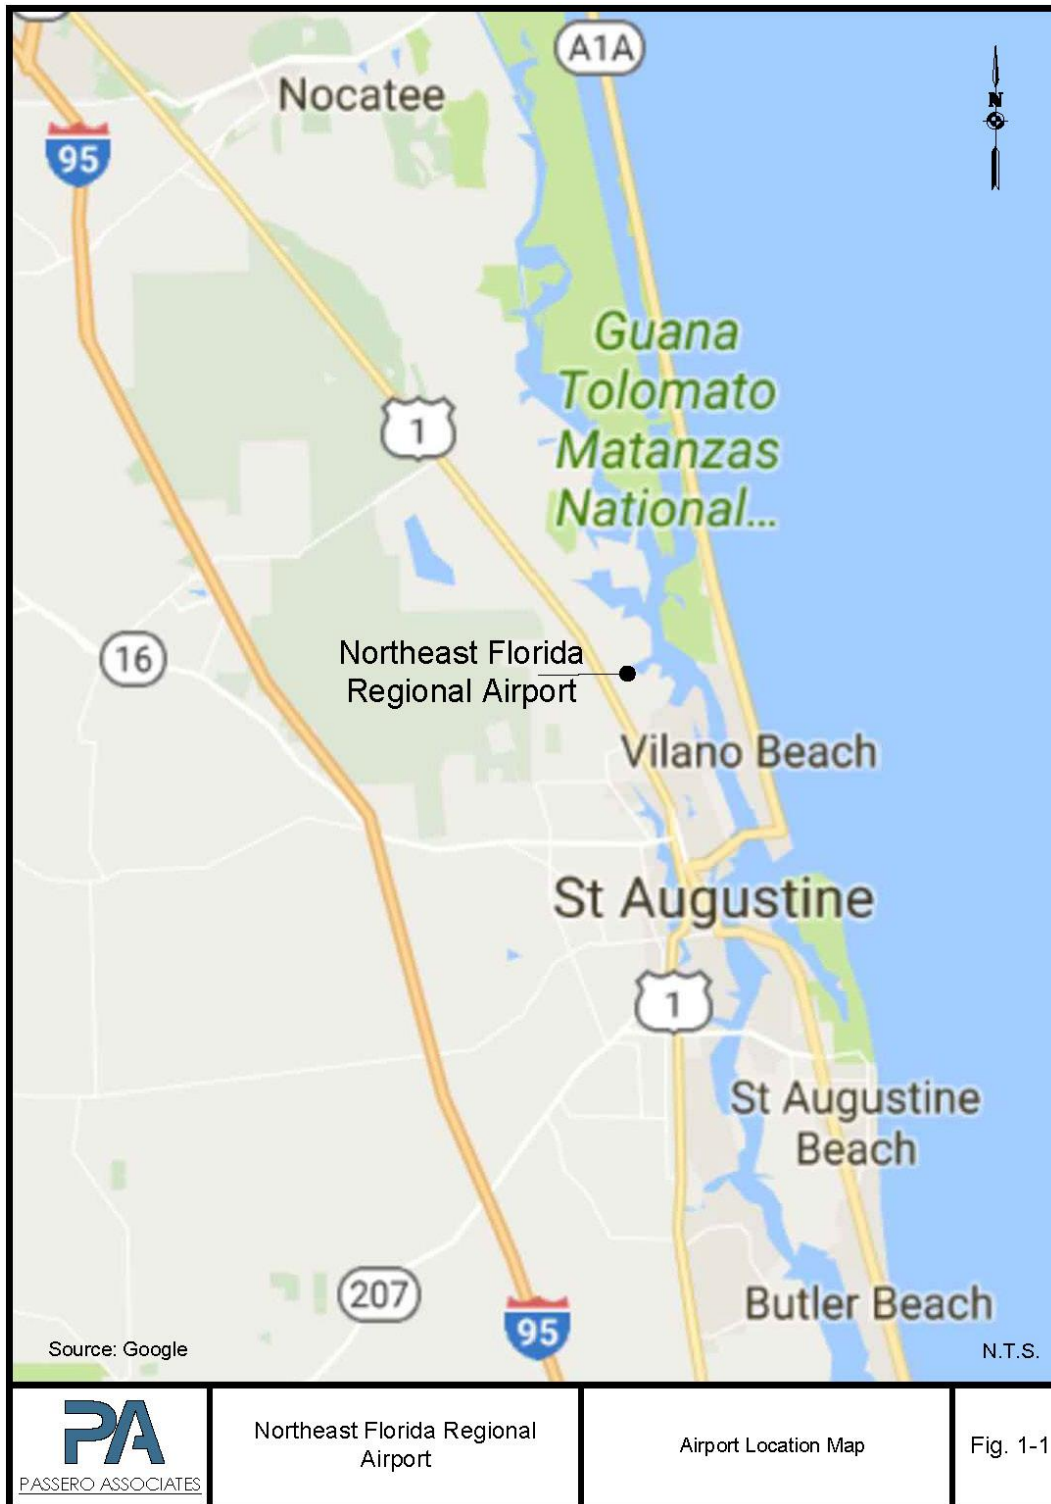 A1A
N
Nocatee
95
Guana
Tolomato
Matanzas
National...
1
16
Northeast Florida
Regional Airport
Vilano Beach
St Augustine
1
St Augustine
Beach
207
Butler Beach
95
Source: Google
N.T.S.
PA
PASSERO ASSOCIATES
Northeast Florida Regional
Airport
Airport Location Map
Fig. 1-1